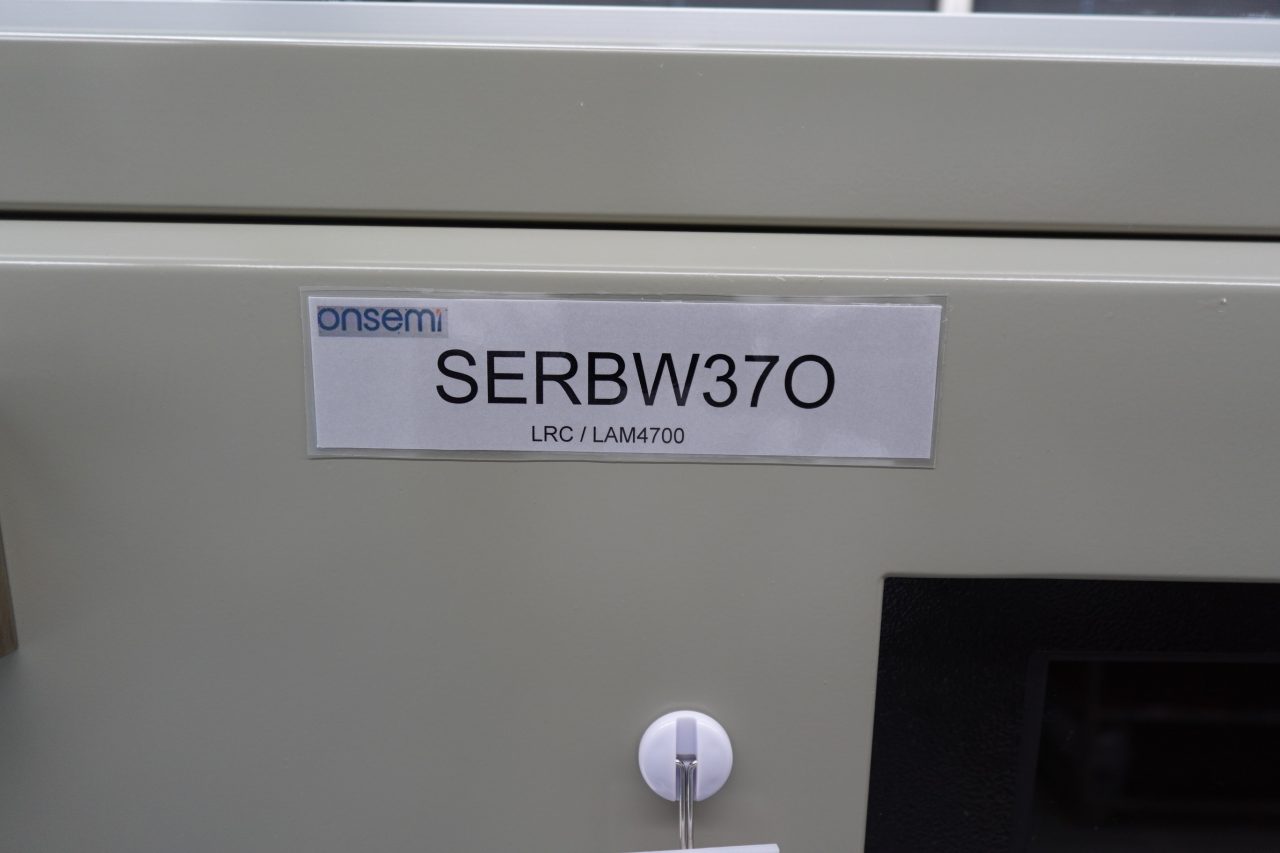 onsemi
SERBW37O
LRC / LAM4700